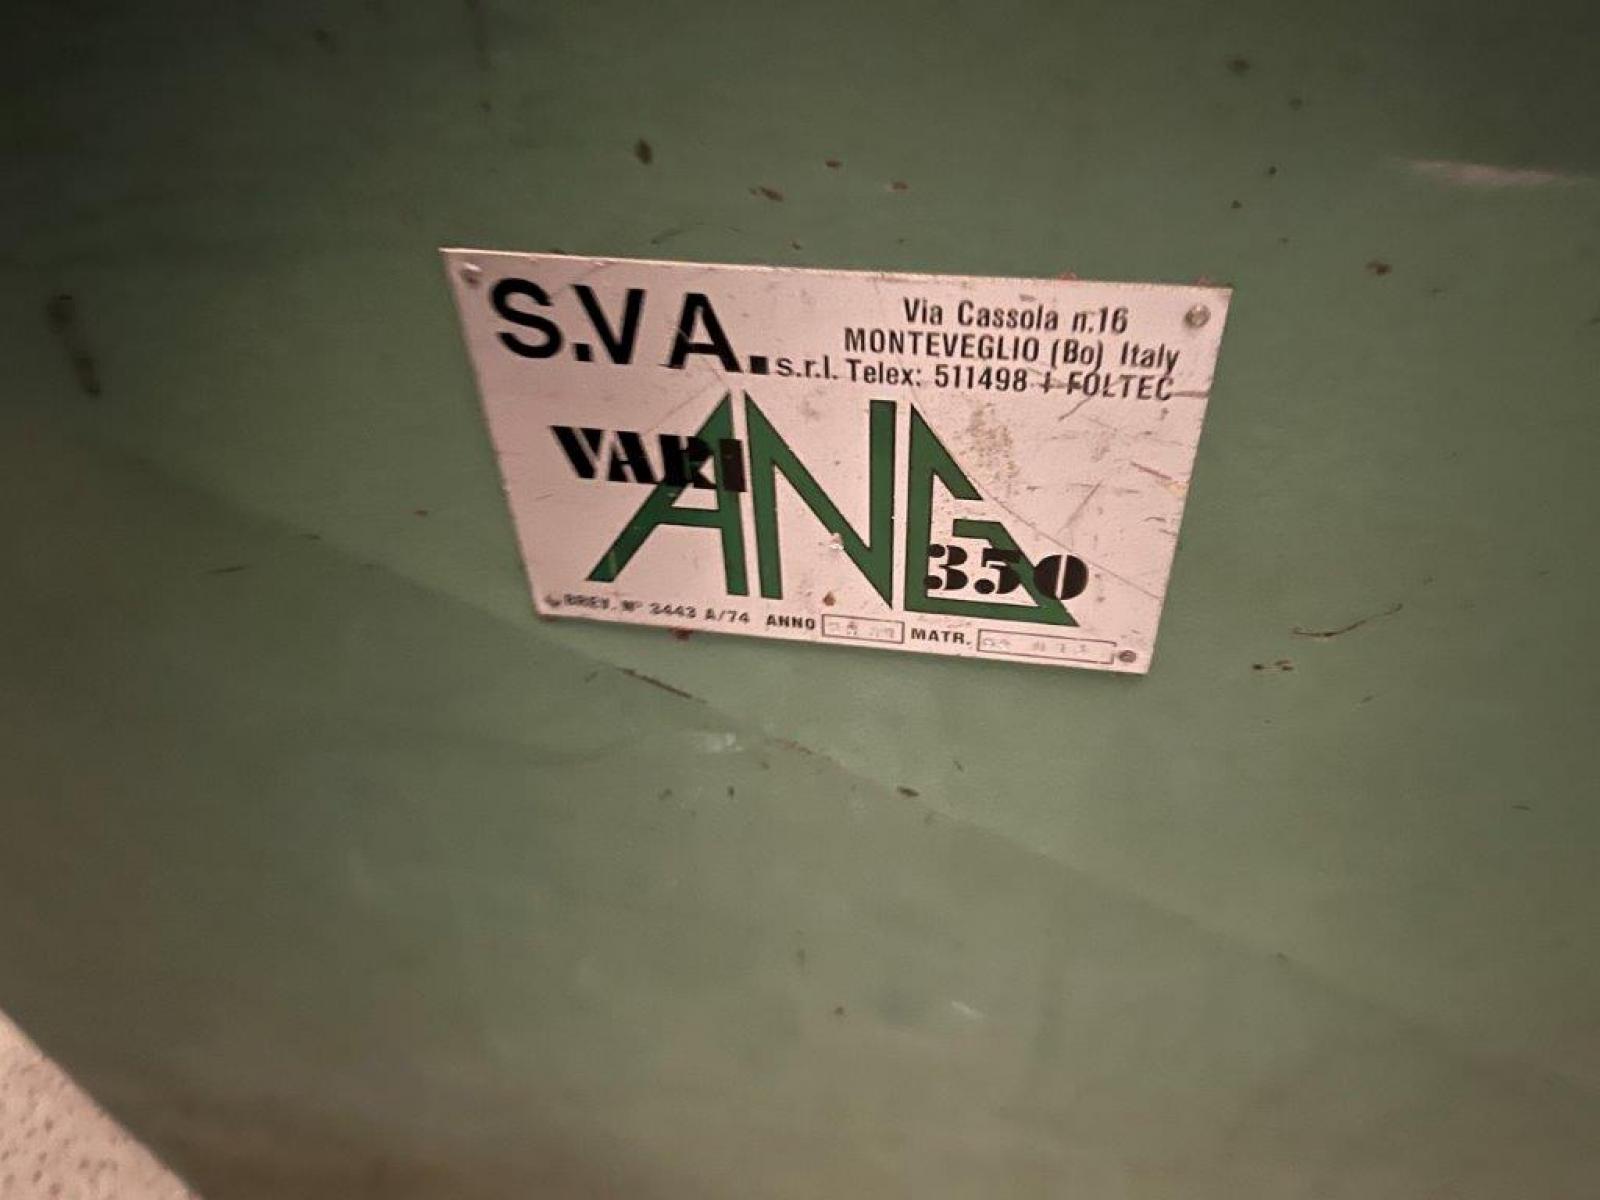 S.V.A. s.r.l.
Via Cassola n.16
MONTEVEGLIO (Bo) Italy
Telex: 511498 I FOLTEC
VARI ANG 350
BREV. N° 3443 A/74 ANNO MATR.